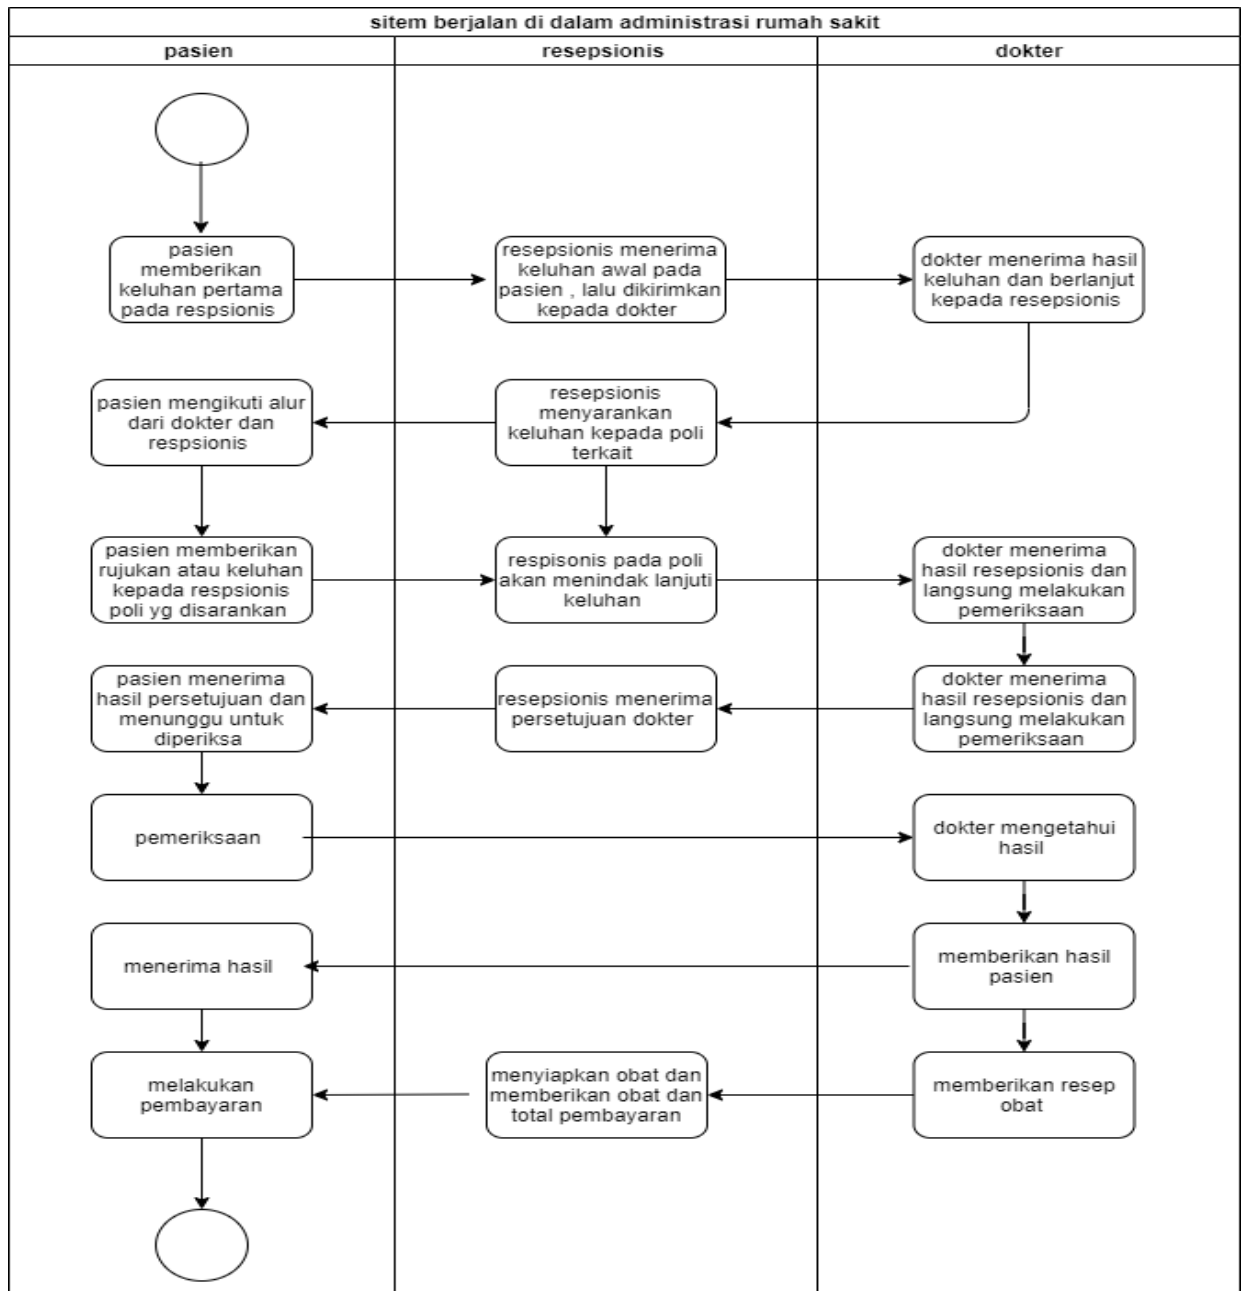 sitem berjalan di dalam administrasi rumah sakit
pasien
resepsionis
dokter
pasien
memberikan
keluhan pertama
pada respsionis
resepsionis menerima
keluhan awal pada
pasien , lalu dikirimkan
kepada dokter
dokter menerima hasil
keluhan dan berlanjut
kepada resepsionis
pasien mengikuti alur
dari dokter dan
respsionis
resepsionis
menyarankan
keluhan kepada poli
terkait
pasien memberikan
rujukan atau keluhan
kepada respsionis
poli yg disarankan
respisonis pada poli
akan menindak lanjuti
keluhan
dokter menerima
hasil resepsionis dan
langsung melakukan
pemeriksaan
pasien menerima
hasil persetujuan dan
menunggu untuk
diperiksa
resepsionis menerima
persetujuan dokter
dokter menerima
hasil resepsionis dan
langsung melakukan
pemeriksaan
pemeriksaan
dokter mengetahui
hasil
menerima hasil
memberikan hasil
pasien
melakukan
pembayaran
menyiapkan obat dan
memberikan obat dan
total pembayaran
memberikan resep
obat